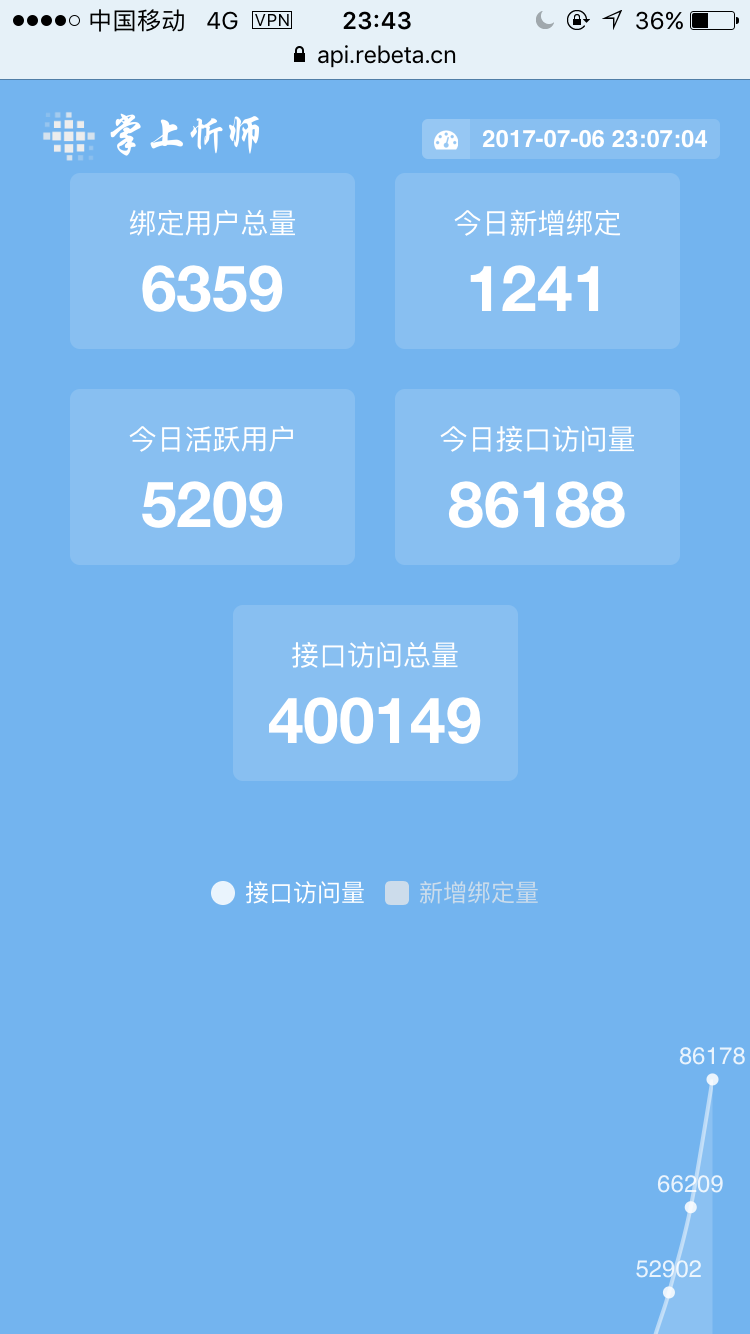 中国移动 4G VPN 23:43 36%
api.rebeta.cn
掌上忻师 2017-07-06 23:07:04
绑定用户总量 今日新增绑定
6359 1241
今日活跃用户 今日接口访问量
5209 86188
接口访问总量
400149
接口访问量 新增绑定量
86178
66209
52902